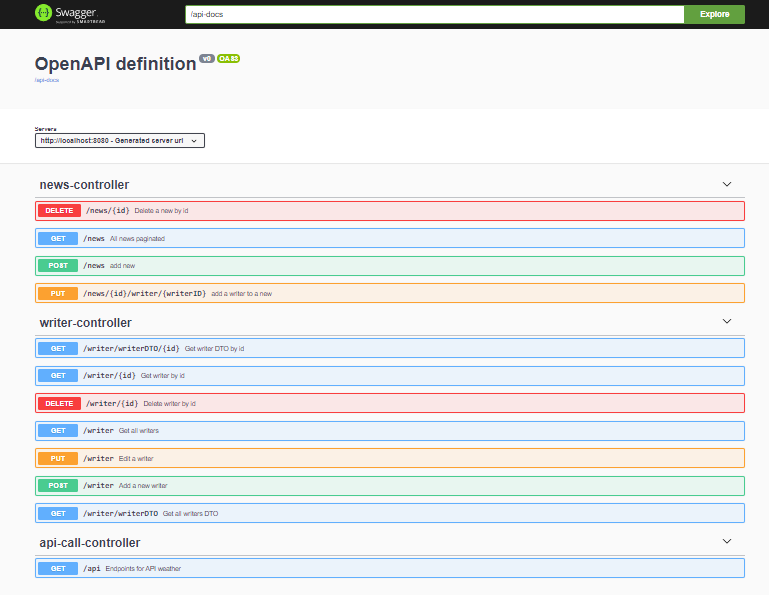 Swagger
Supported by SMARTBEAR
/api-docs
Explore
OpenAPI definition v0 OAS3
/api-docs
Servers
http://localhost:8080 - Generated server url
news-controller
DELETE /news/{id} Delete a new by id
GET /news All news paginated
POST /news add new
PUT /news/{id}/writer/{writerID} add a writer to a new
writer-controller
GET /writer/writerDTO/{id} Get writer DTO by id
GET /writer/{id} Get writer by id
DELETE /writer/{id} Delete writer by id
GET /writer Get all writers
PUT /writer Edit a writer
POST /writer Add a new writer
GET /writer/writerDTO Get all writers DTO
api-call-controller
GET /api Endpoints for API weather